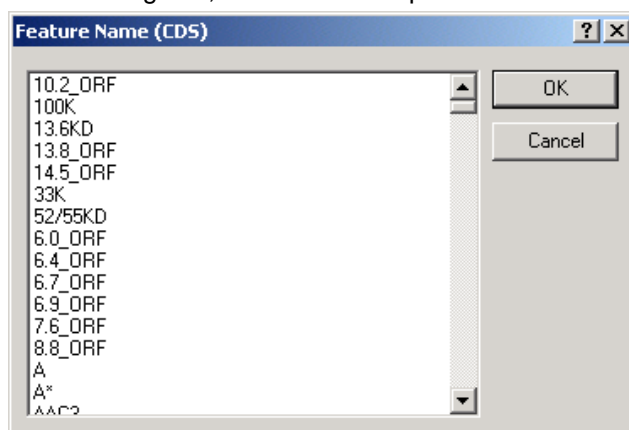 Feature Name (CDS)
10.2_ORF
100K
13.6KD
13.8_ORF
14.5_ORF
33K
52/55KD
6.0_ORF
6.4_ORF
6.7_ORF
6.9_ORF
7.6_ORF
8.8_ORF
A
A*
OK
Cancel